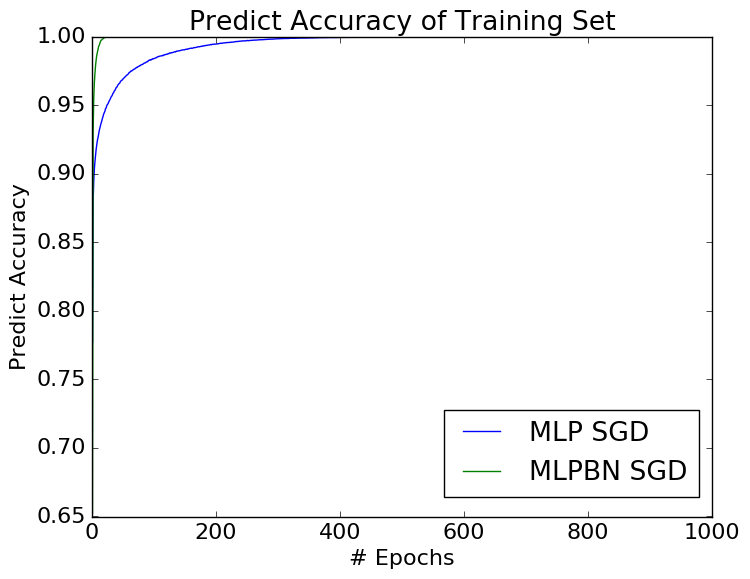 Predict Accuracy of Training Set
1.00
0.95
0.90
0.85
0.80
0.75
0.70
0.65
Predict Accuracy
MLP SGD
MLPBN SGD
0 200 400 600 800 1000
# Epochs